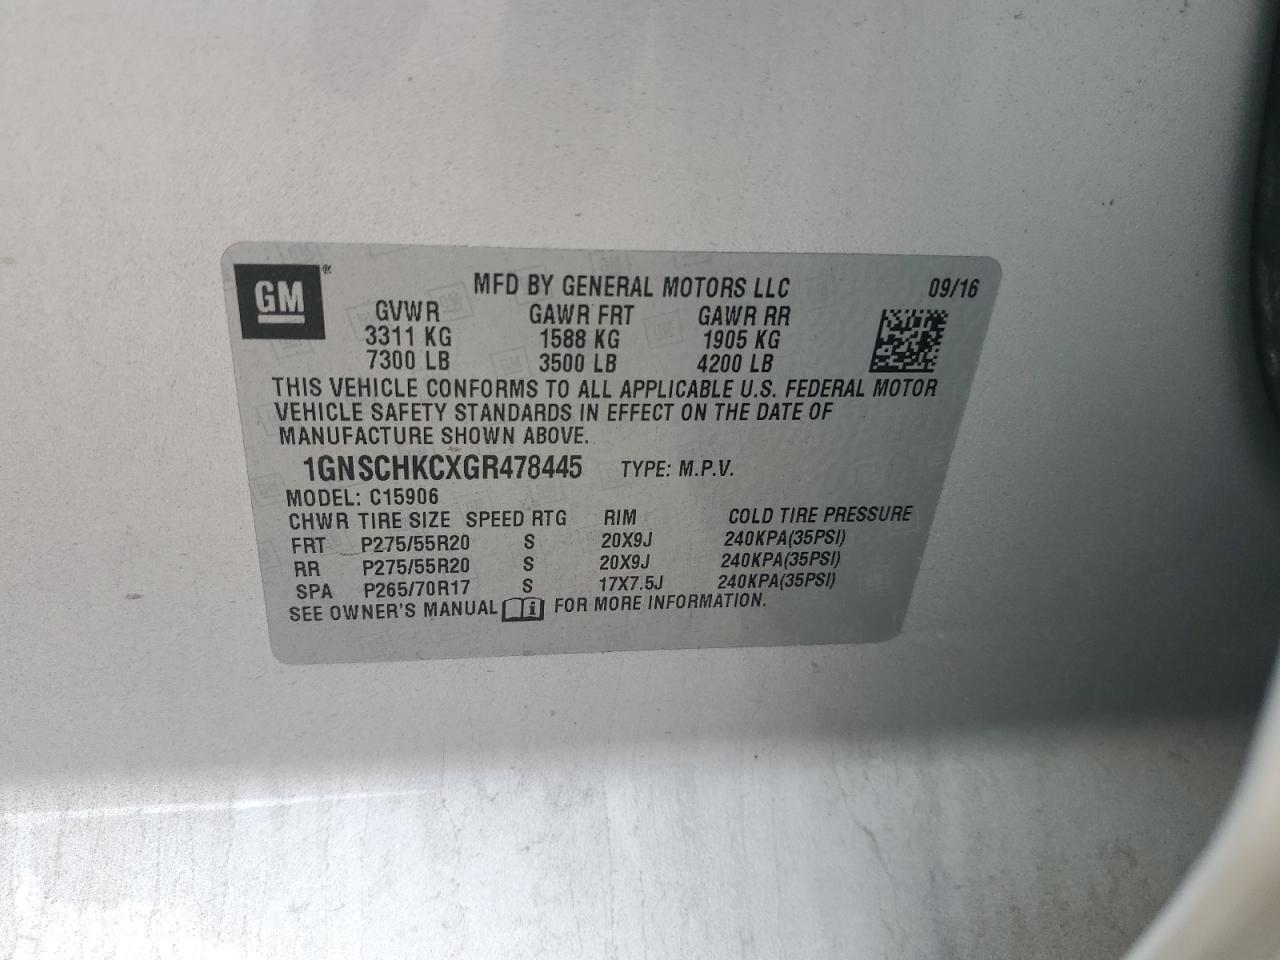 GM ® MFD BY GENERAL MOTORS LLC 09/16
GVWR GAWR FRT GAWR RR
3311 KG 1588 KG 1905 KG
7300 LB 3500 LB 4200 LB
THIS VEHICLE CONFORMS TO ALL APPLICABLE U.S. FEDERAL MOTOR
VEHICLE SAFETY STANDARDS IN EFFECT ON THE DATE OF
MANUFACTURE SHOWN ABOVE.
1GNSCHKCXGR478445 TYPE: M.P.V.
MODEL: C15906
CHWR TIRE SIZE SPEED RTG RIM COLD TIRE PRESSURE
FRT P275/55R20 S 20X9J 240KPA(35PSI)
RR P275/55R20 S 20X9J 240KPA(35PSI)
SPA P265/70R17 S 17X7.5J 240KPA(35PSI)
SEE OWNER'S MANUAL i FOR MORE INFORMATION.